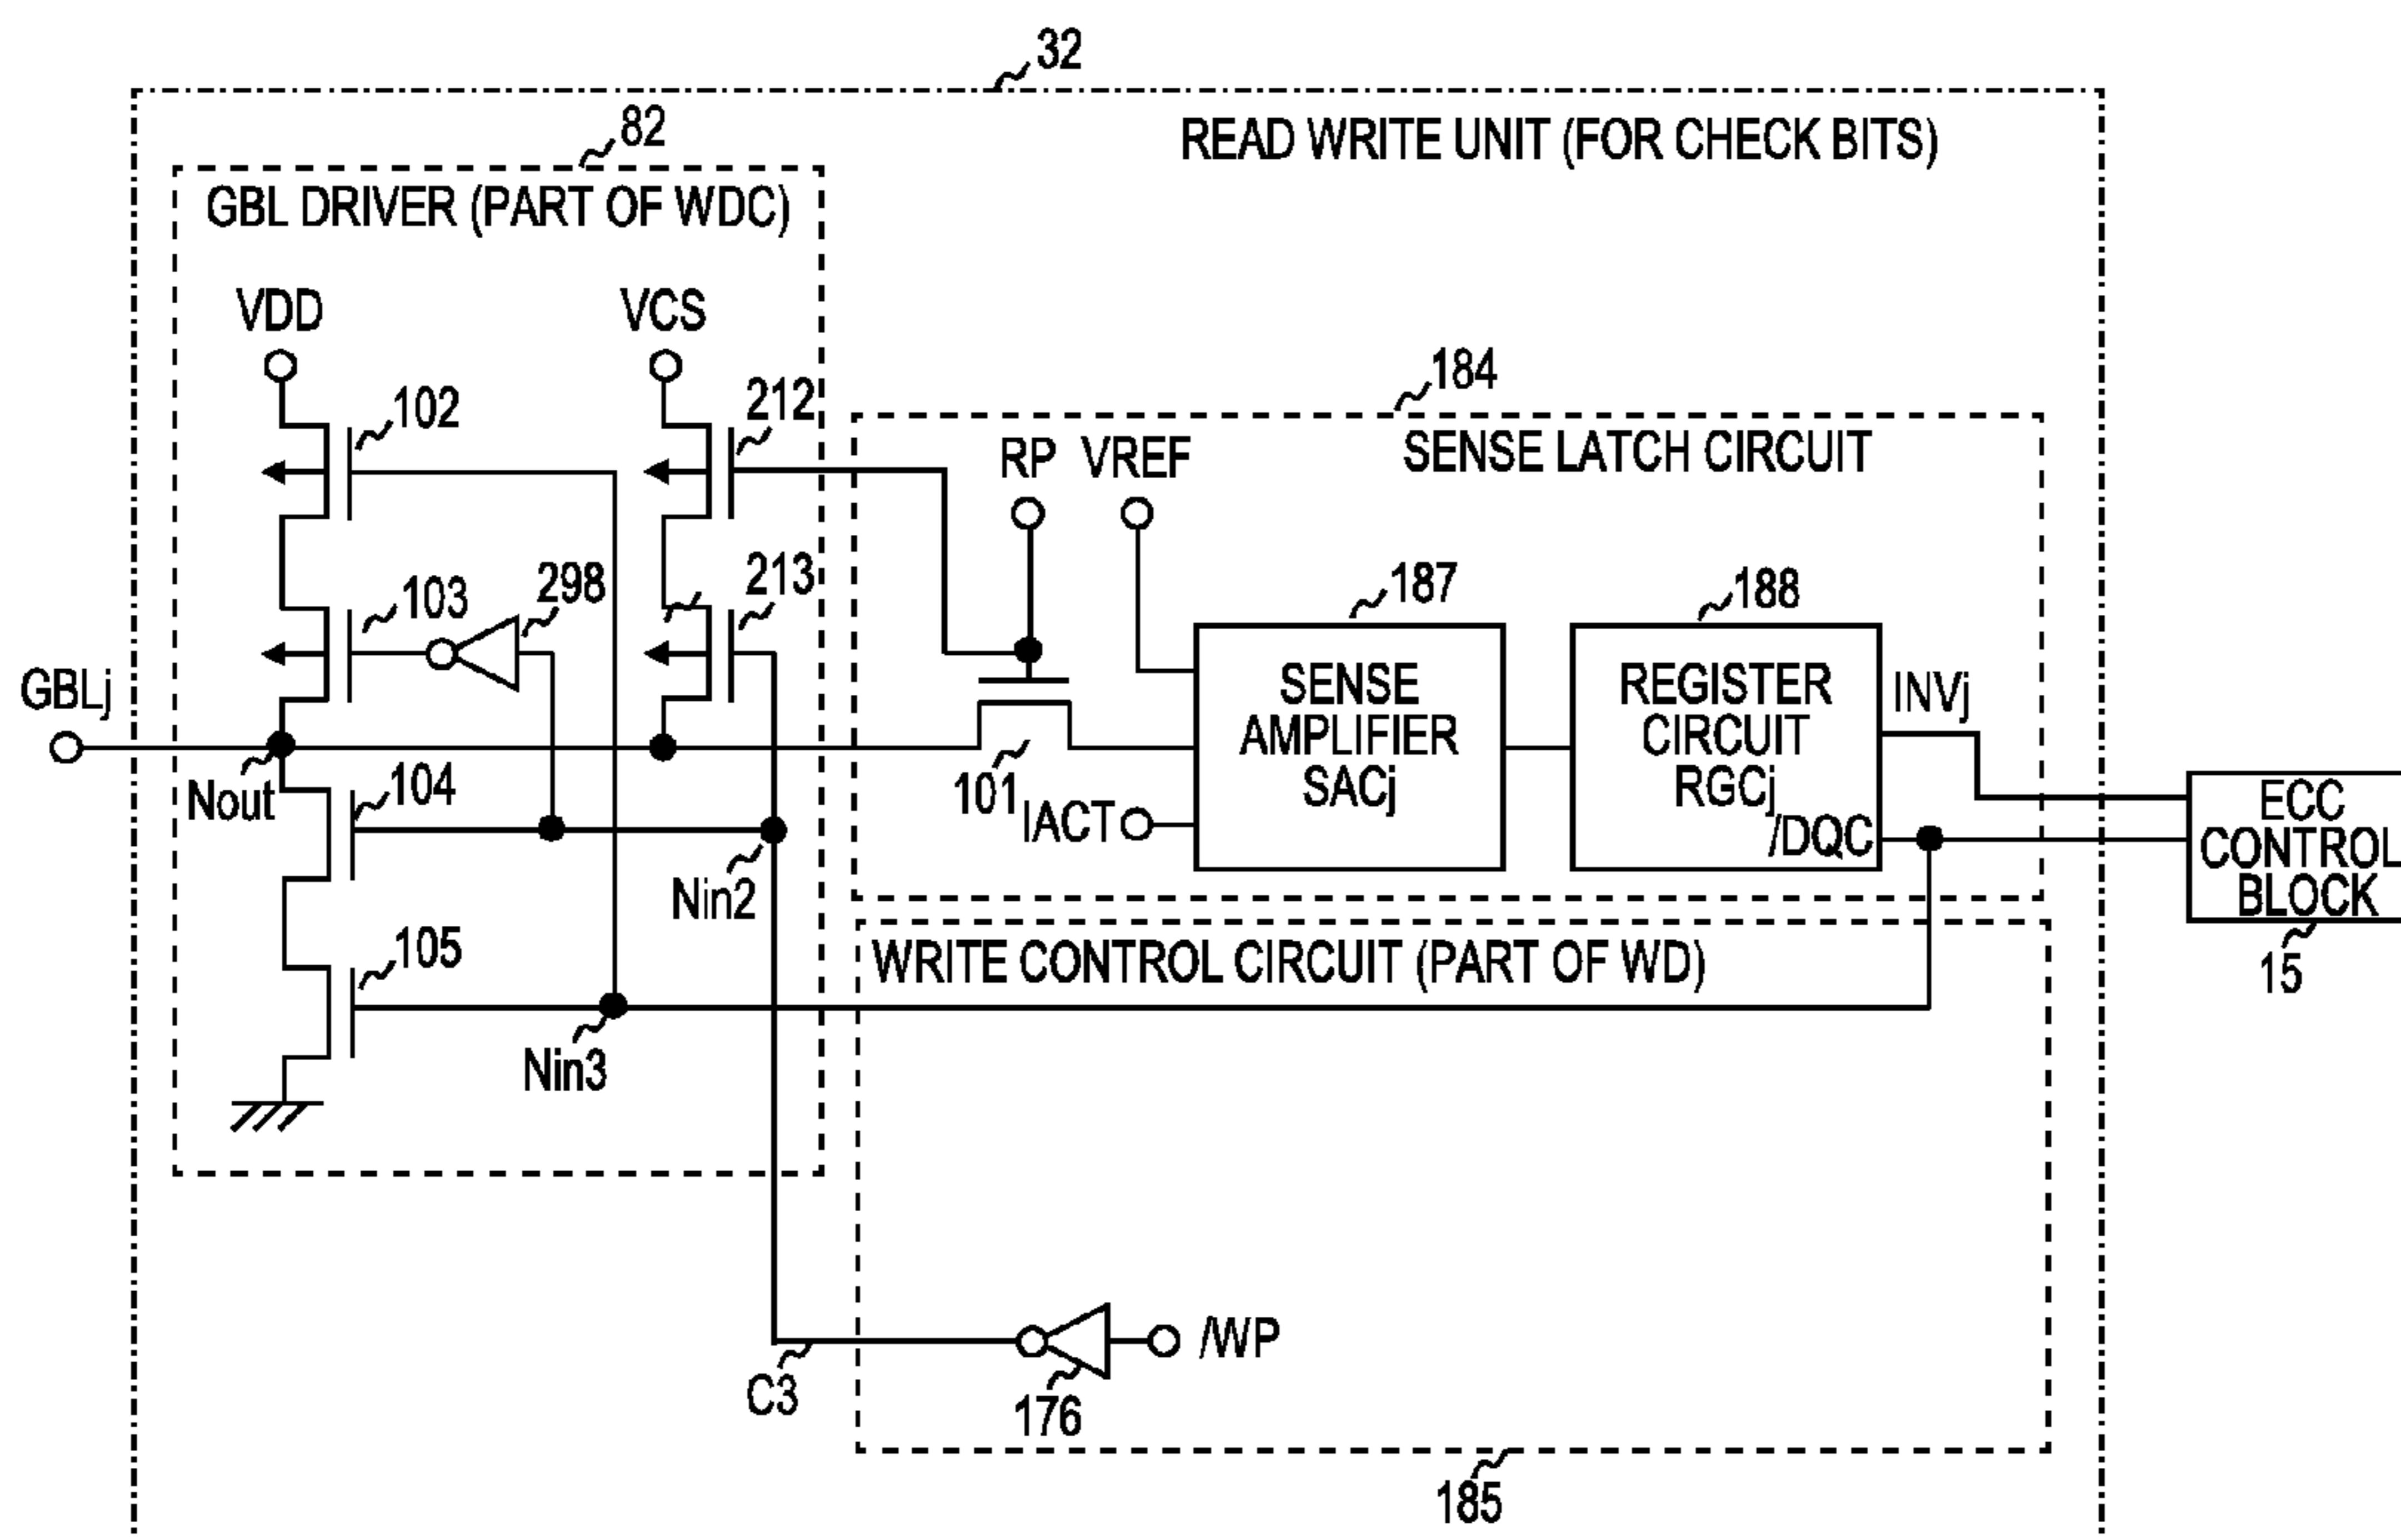 32
READ WRITE UNIT (FOR CHECK BITS)
82
GBL DRIVER (PART OF WDC)
VDD
VCS
102
212
184
SENSE LATCH CIRCUIT
RP
VREF
103
298
213
187
188
GBLj
Nout
104
101
IACT
SENSE
AMPLIFIER
SACj
REGISTER
CIRCUIT
RGCj
/DQC
INVj
ECC
CONTROL
BLOCK
15
Nin2
105
WRITE CONTROL CIRCUIT (PART OF WD)
Nin3
C3
176
/WP
185